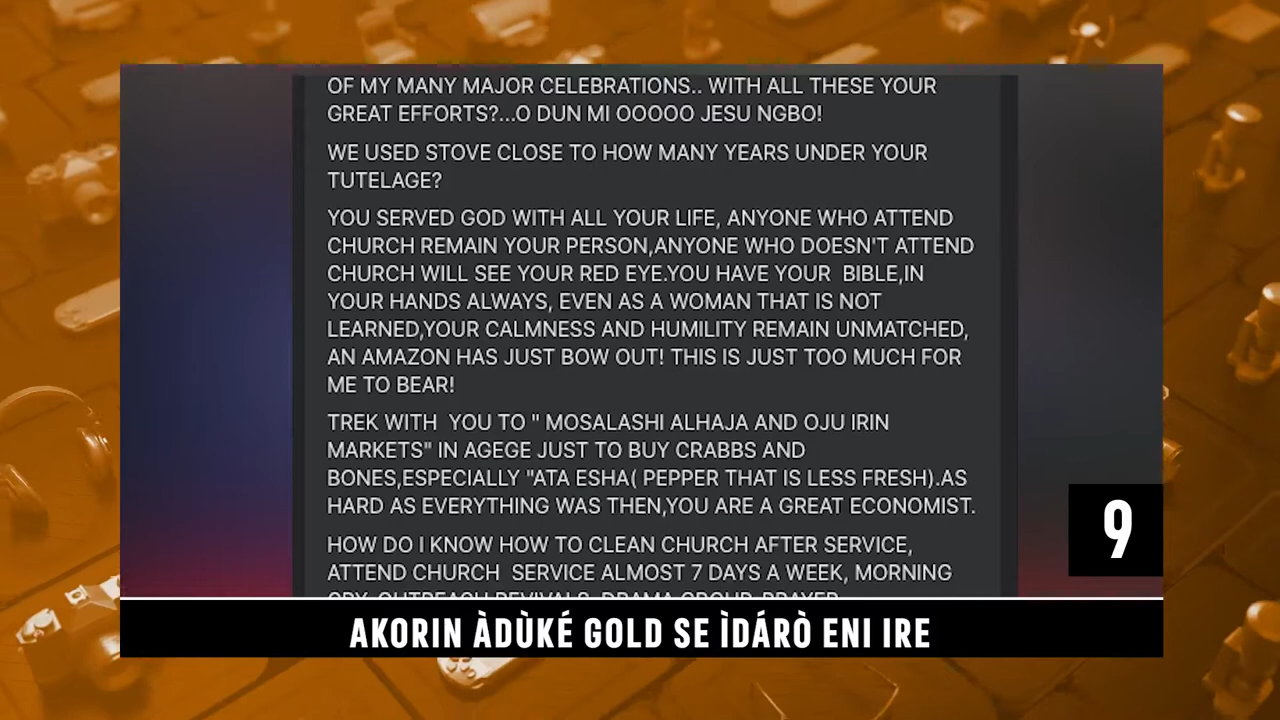 OF MY MANY MAJOR CELEBRATIONS.. WITH ALL THESE YOUR
GREAT EFFORTS?...O DUN MI OOOOO JESU NGBO!
WE USED STOVE CLOSE TO HOW MANY YEARS UNDER YOUR
TUTELAGE?
YOU SERVED GOD WITH ALL YOUR LIFE, ANYONE WHO ATTEND
CHURCH REMAIN YOUR PERSON,ANYONE WHO DOESN'T ATTEND
CHURCH WILL SEE YOUR RED EYE.YOU HAVE YOUR  BIBLE,IN
YOUR HANDS ALWAYS, EVEN AS A WOMAN THAT IS NOT
LEARNED,YOUR CALMNESS AND HUMILITY REMAIN UNMATCHED,
AN AMAZON HAS JUST BOW OUT! THIS IS JUST TOO MUCH FOR
ME TO BEAR!
TREK WITH  YOU TO " MOSALASHI ALHAJA AND OJU IRIN
MARKETS" IN AGEGE JUST TO BUY CRABBS AND
BONES,ESPECIALLY "ATA ESHA( PEPPER THAT IS LESS FRESH).AS
HARD AS EVERYTHING WAS THEN,YOU ARE A GREAT ECONOMIST.
HOW DO I KNOW HOW TO CLEAN CHURCH AFTER SERVICE,
ATTEND CHURCH  SERVICE ALMOST 7 DAYS A WEEK, MORNING
9
AKORIN ÀDÙKÉ GOLD SE ÌDÁRÒ ENI IRE